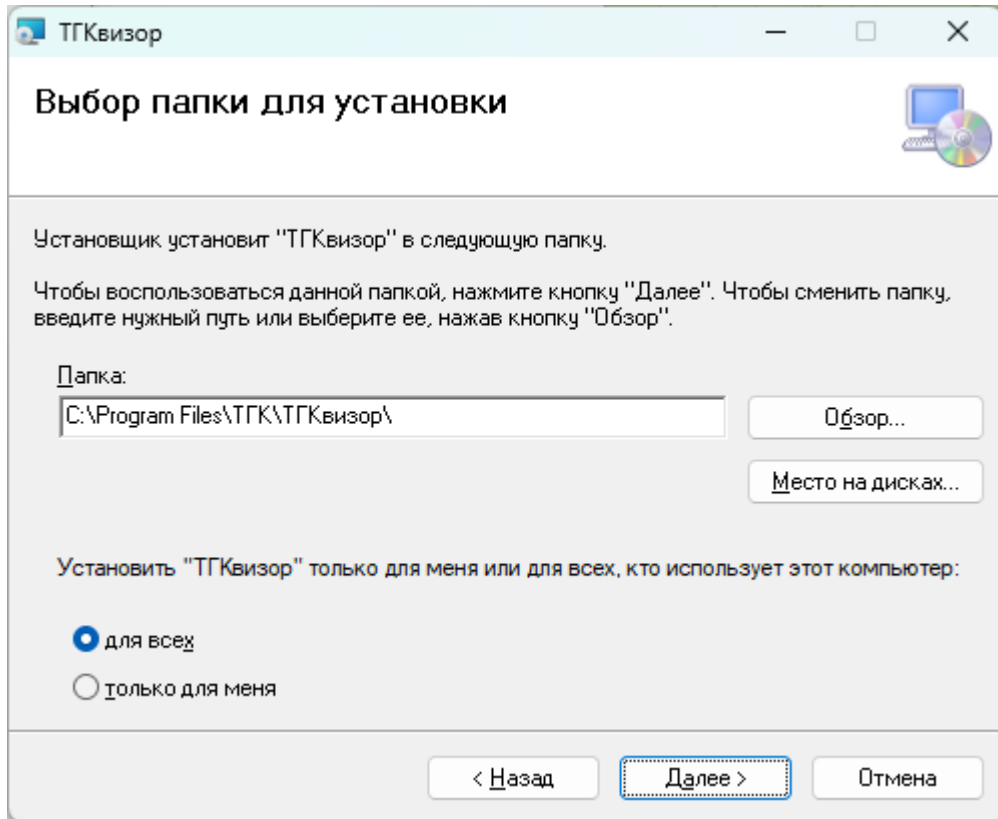 ТГКвизор
Выбор папки для установки
Установщик установит "ТГКвизор" в следующую папку.
Чтобы воспользоваться данной папкой, нажмите кнопку "Далее". Чтобы сменить папку,
введите нужный путь или выберите ее, нажав кнопку "Обзор".
Папка:
C:\Program Files\ТГК\ТГКвизор\
Обзор...
Место на дисках...
Установить "ТГКвизор" только для меня или для всех, кто использует этот компьютер:
для всех
только для меня
< Назад
Далее >
Отмена